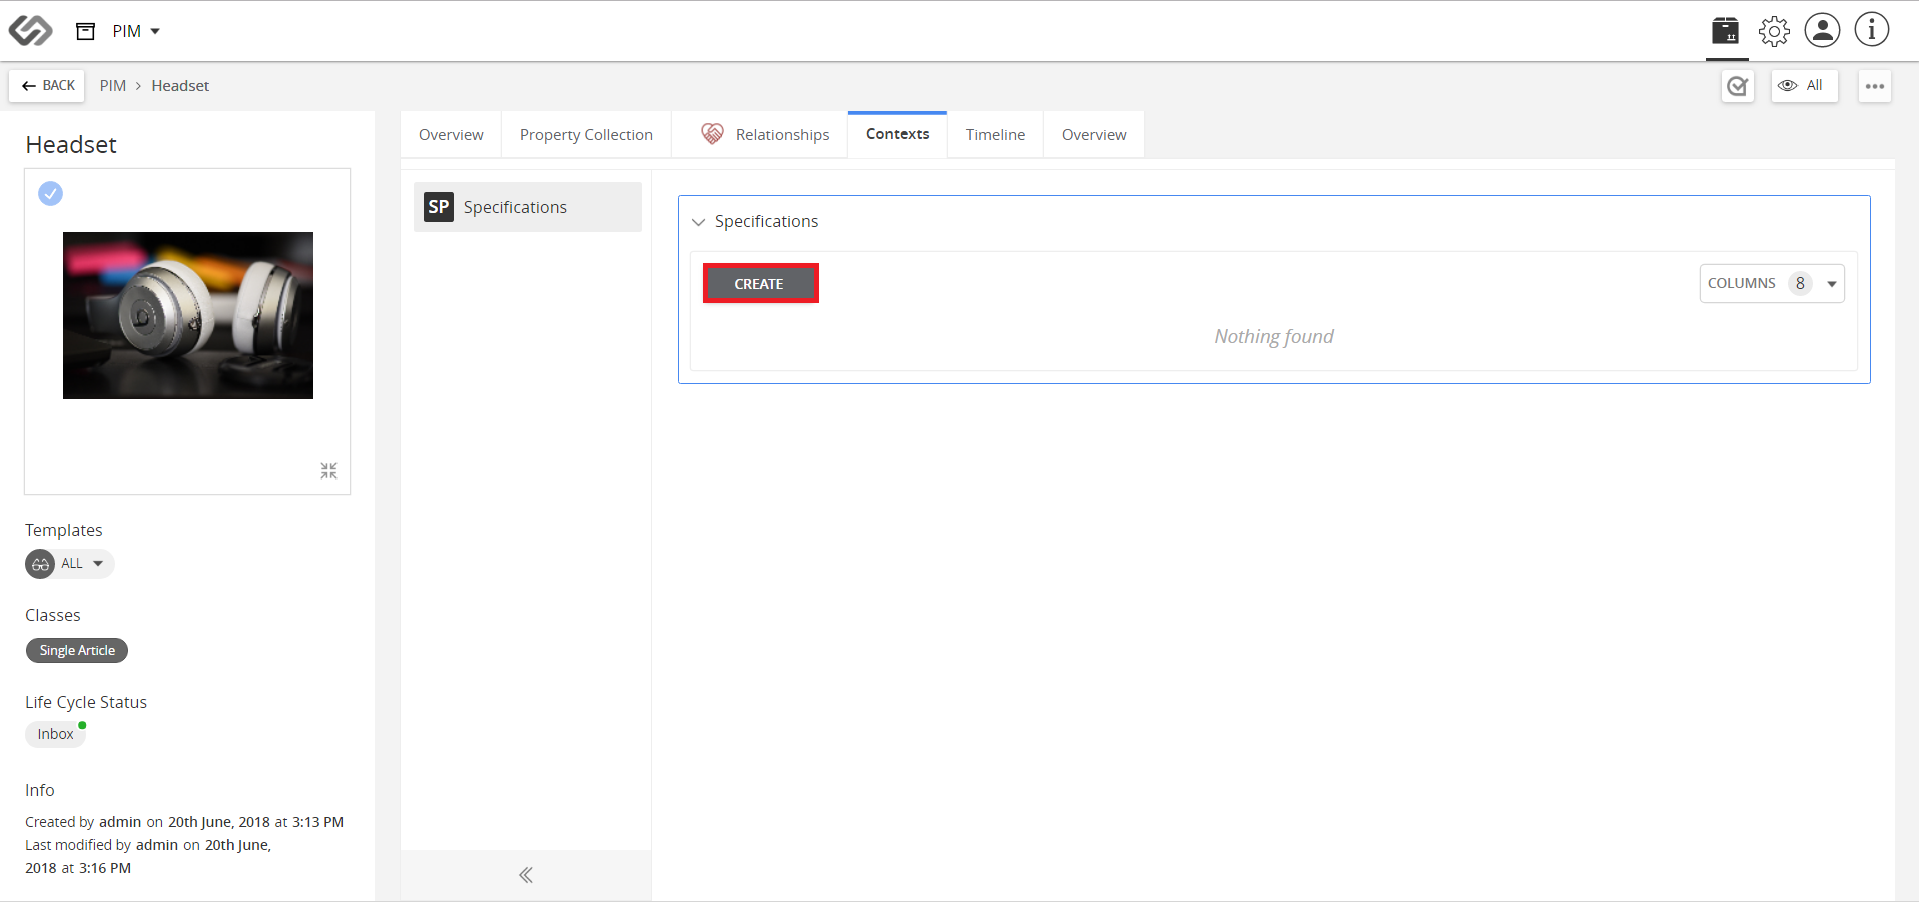 PIM
BACK PIM > Headset All
Headset
Overview Property Collection Relationships Contexts Timeline Overview
SP Specifications
Specifications
CREATE
COLUMNS 8
Nothing found
Templates
ALL
Classes
Single Article
Life Cycle Status
Inbox
Info
Created by admin on 20th June, 2018 at 3:13 PM
Last modified by admin on 20th June,
2018 at 3:16 PM